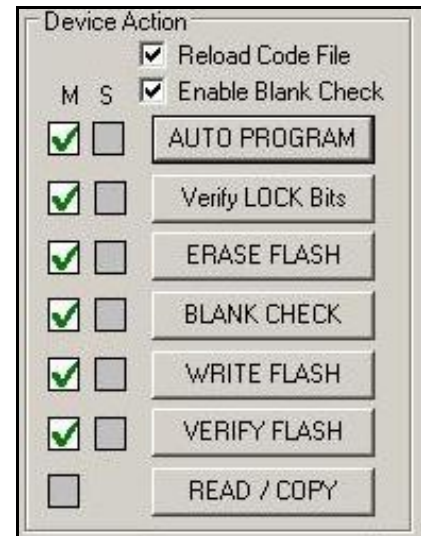 Device Action
Reload Code File
M S Enable Blank Check
AUTO PROGRAM
Verify LOCK Bits
ERASE FLASH
BLANK CHECK
WRITE FLASH
VERIFY FLASH
READ / COPY